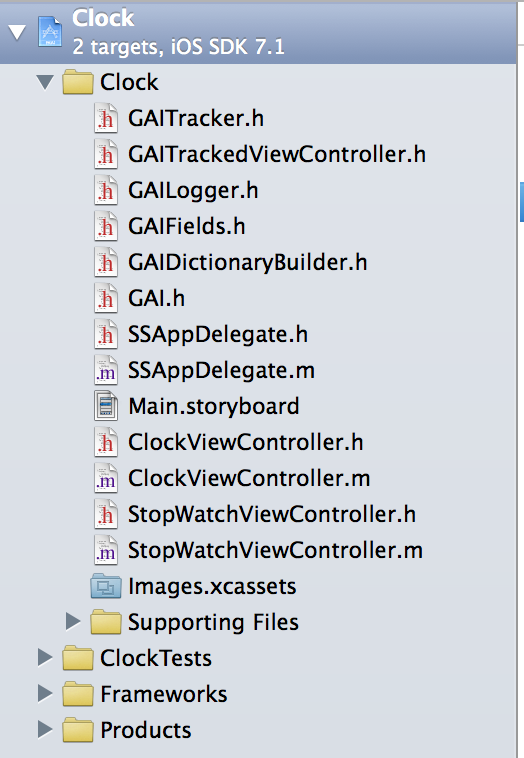 Clock
2 targets, iOS SDK 7.1
Clock
.h GAITracker.h
.h GAITrackedViewController.h
.h GAILogger.h
.h GAIFields.h
.h GAIDictionaryBuilder.h
.h GAI.h
.h SSAppDelegate.h
.m SSAppDelegate.m
Main.storyboard
.h ClockViewController.h
.m ClockViewController.m
.h StopWatchViewController.h
.m StopWatchViewController.m
Images.xcassets
Supporting Files
ClockTests
Frameworks
Products